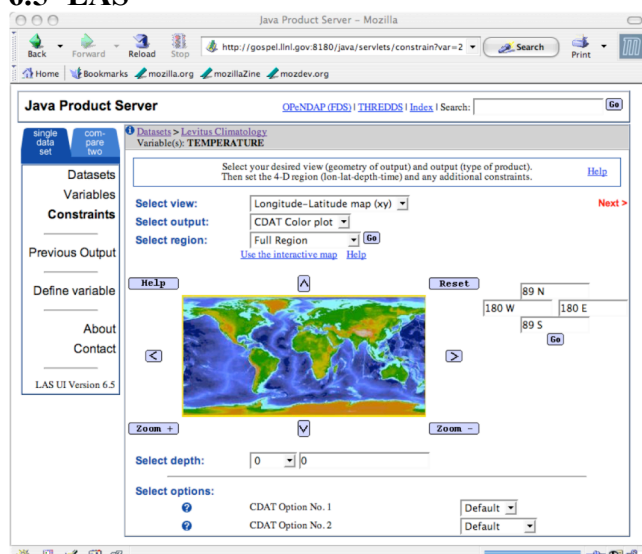 6.5 LAS
Java Product Server – Mozilla
Back Forward Reload Stop http://gospel.llnl.gov:8180/java/servlets/constrain?var=2 Search Print
Home Bookmarks mozilla.org mozillaZine mozdev.org
Java Product Server OPeNDAP (FDS) | THREDDS | Index | Search: Go
single data set
com- pare two
Datasets > Levitus Climatology
Variable(s): TEMPERATURE
Datasets
Variables
Constraints
Previous Output
Define variable
About
Contact
LAS UI Version 6.5
Select your desired view (geometry of output) and output (type of product).
Then set the 4-D region (lon-lat-depth-time) and any additional constraints.
Help
Select view: Longitude-Latitude map (xy) Next >
Select output: CDAT Color plot
Select region: Full Region Go
Use the interactive map Help
Help Reset
89 N
180 W 180 E
89 S
Go
Zoom + Zoom -
Select depth: 0 0
Select options:
CDAT Option No. 1 Default
CDAT Option No. 2 Default